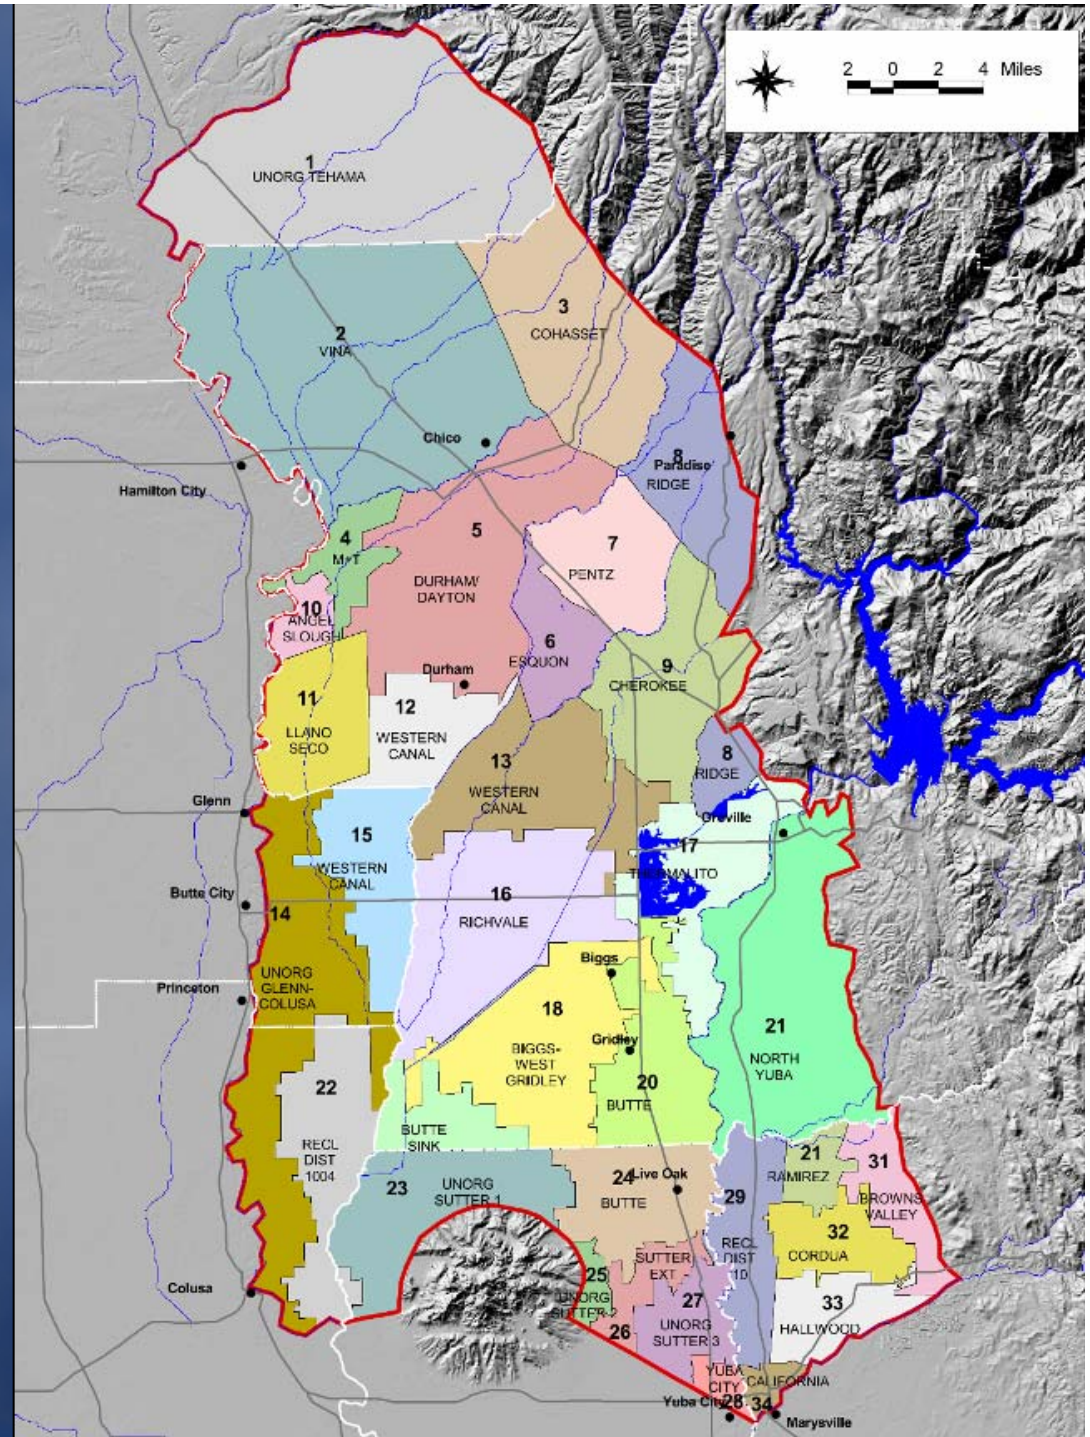 N
2 0 2 4 Miles
1
UNORG TEHAMA
2
VINA
3
COHASSET
Chico
8
Paradise
RIDGE
Hamilton City
4
M+T
5
DURHAM/
DAYTON
7
PENTZ
10
ANGEL
SLOUGH
6
ESQUON
Durham
9
CHEROKEE
11
LLANO
SECO
12
WESTERN
CANAL
13
WESTERN
CANAL
8
RIDGE
Glenn
15
WESTERN
CANAL
Oroville
17
THERMALITO
Butte City
14
16
RICHVALE
UNORG
GLENN-
COLUSA
Princeton
Biggs
18
BIGGS-
WEST
GRIDLEY
Gridley
20
BUTTE
21
NORTH
YUBA
22
RECL
DIST
1004
BUTTE
SINK
23
UNORG
SUTTER 1
24
Live Oak
BUTTE
29
RECL
DIST
10
21
RAMIREZ
31
BROWNS
VALLEY
32
CORDUA
25
UNORG
SUTTER 2
SUTTER
EXT
26
27
UNORG
SUTTER 3
33
HALLWOOD
Colusa
YUBA
CITY
CALIFORNIA
Yuba City
28
34
Marysville